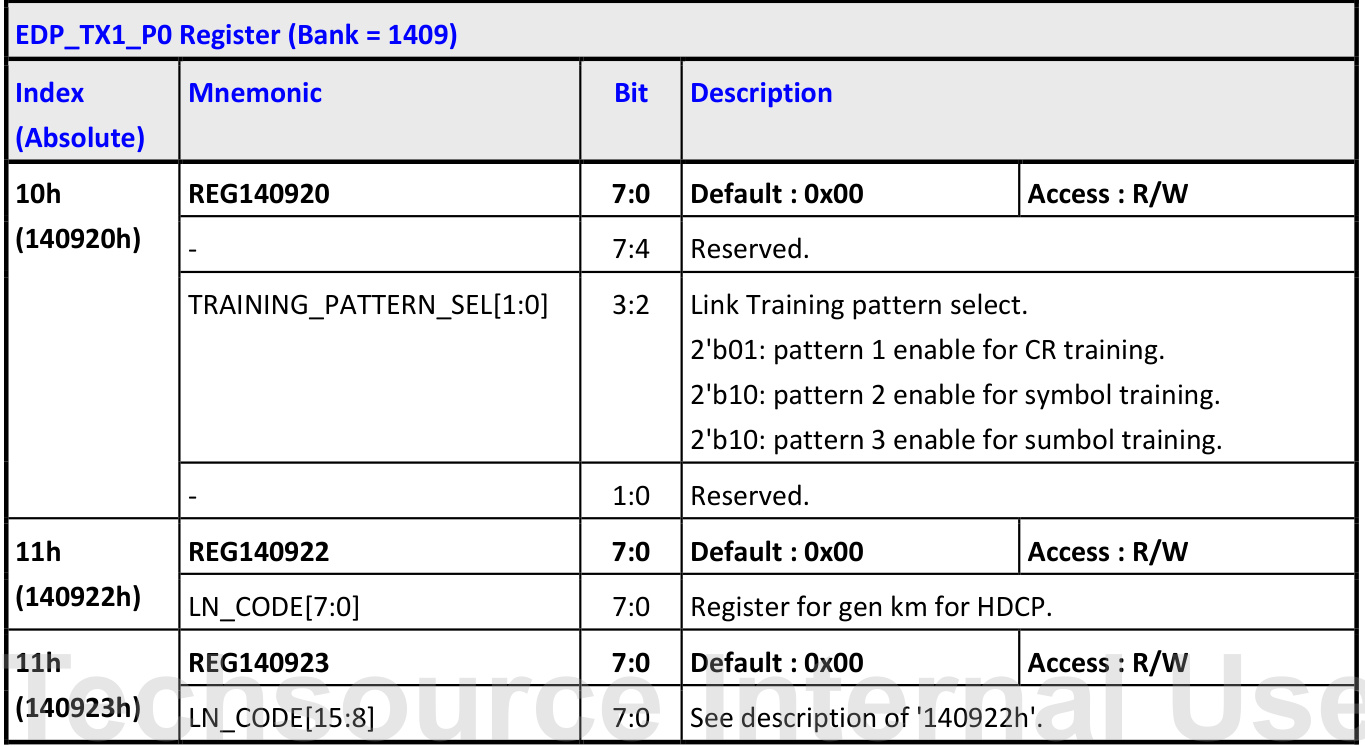 EDP_TX1_P0 Register (Bank = 1409)
Index (Absolute) Mnemonic Bit Description
10h (140920h) REG140920 7:0 Default : 0x00 Access : R/W
- 7:4 Reserved.
TRAINING_PATTERN_SEL[1:0] 3:2 Link Training pattern select.
2'b01: pattern 1 enable for CR training.
2'b10: pattern 2 enable for symbol training.
2'b10: pattern 3 enable for sumbol training.
- 1:0 Reserved.
11h (140922h) REG140922 7:0 Default : 0x00 Access : R/W
LN_CODE[7:0] 7:0 Register for gen km for HDCP.
11h (140923h) REG140923 7:0 Default : 0x00 Access : R/W
LN_CODE[15:8] 7:0 See description of '140922h'.
Techsource Internal Use